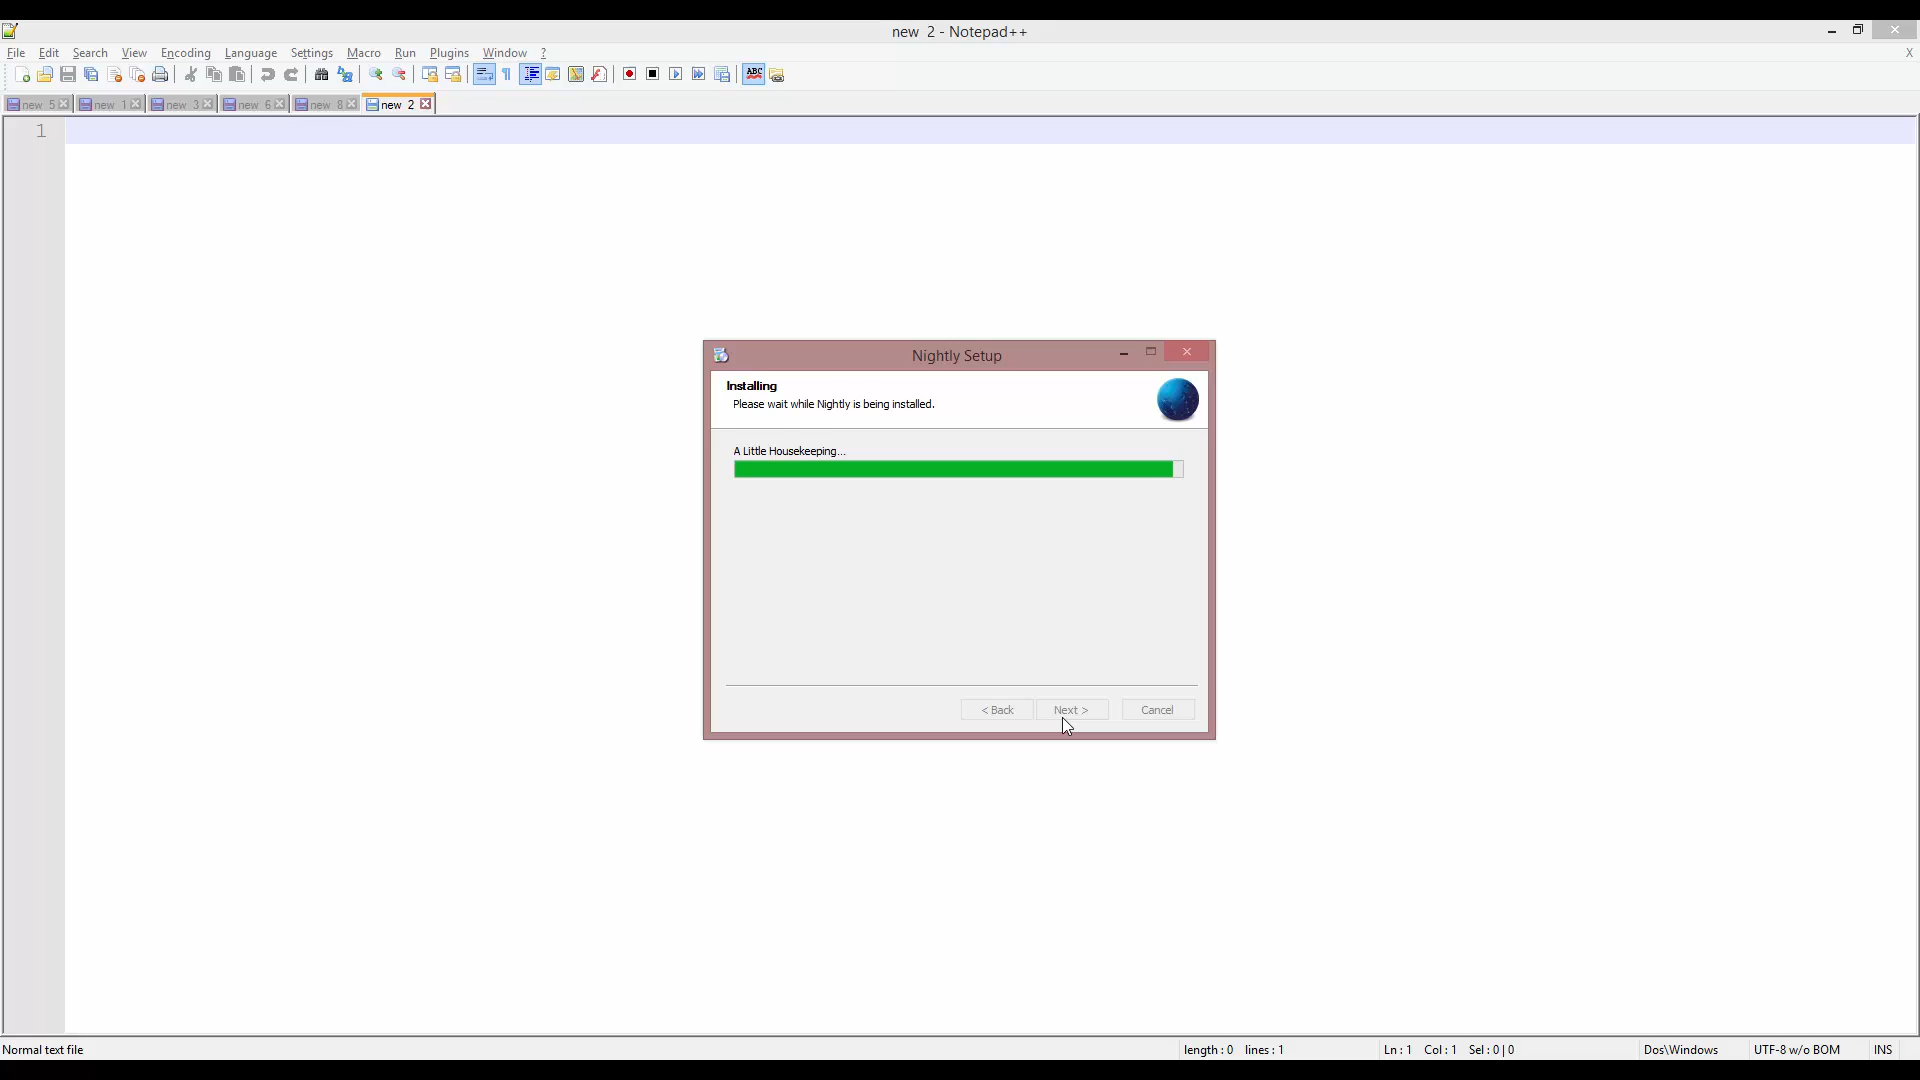 new 2 - Notepad++
File Edit Search View Encoding Language Settings Macro Run Plugins Window ? X
ABC
new 5 new 1 new 3 new 6 new 8 new 2
1
Nightly Setup
Installing
Please wait while Nightly is being installed.
A Little Housekeeping...
< Back Next > Cancel
Normal text file length : 0 lines : 1 Ln : 1 Col : 1 Sel : 0 | 0 Dos\Windows UTF-8 w/o BOM INS